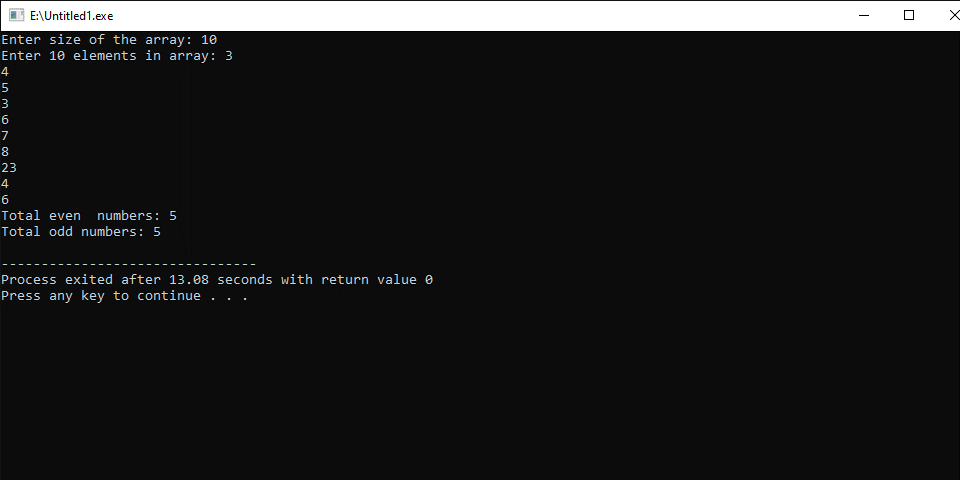 E:\Untitled1.exe
Enter size of the array: 10
Enter 10 elements in array: 3
4
5
3
6
7
8
23
4
6
Total even  numbers: 5
Total odd numbers: 5
--------------------------------
Process exited after 13.08 seconds with return value 0
Press any key to continue . . .